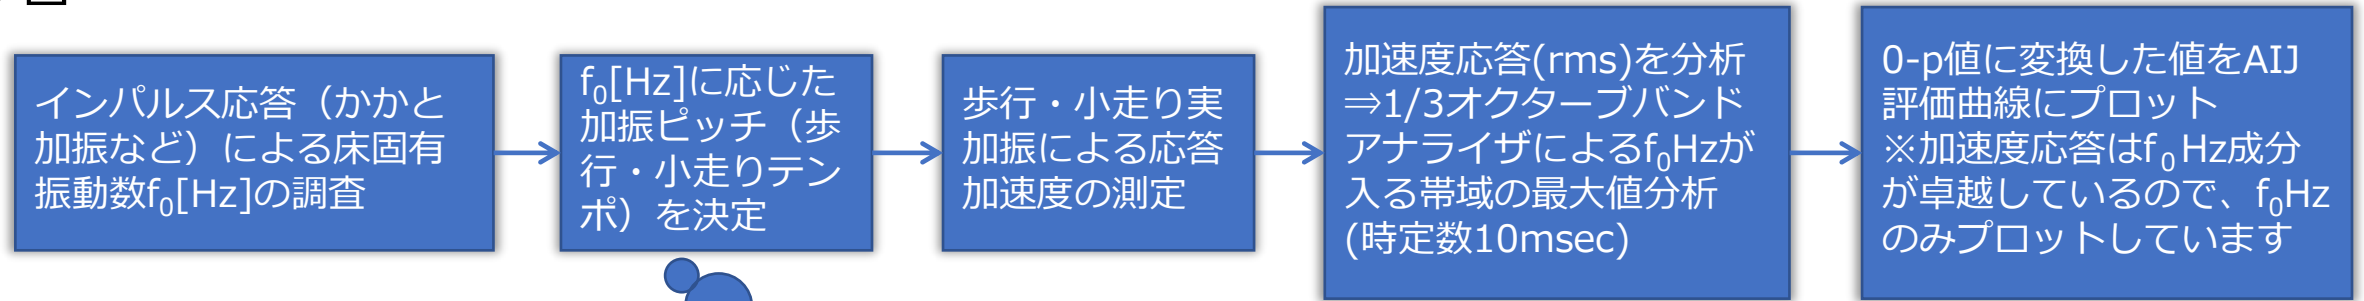 インパルス応答（かかと
加振など）による床固有
振動数f₀[Hz]の調査
f₀[Hz]に応じた
加振ピッチ（歩
行・小走りテン
ポ）を決定
歩行・小走り実
加振による応答
加速度の測定
加速度応答(rms)を分析
⇒1/3オクターブバンド
アナライザによるf₀Hzが
入る帯域の最大値分析
(時定数10msec)
0-p値に変換した値をAIJ
評価曲線にプロット
※加速度応答はf₀Hz成分
が卓越しているので、f₀Hz
のみプロットしています